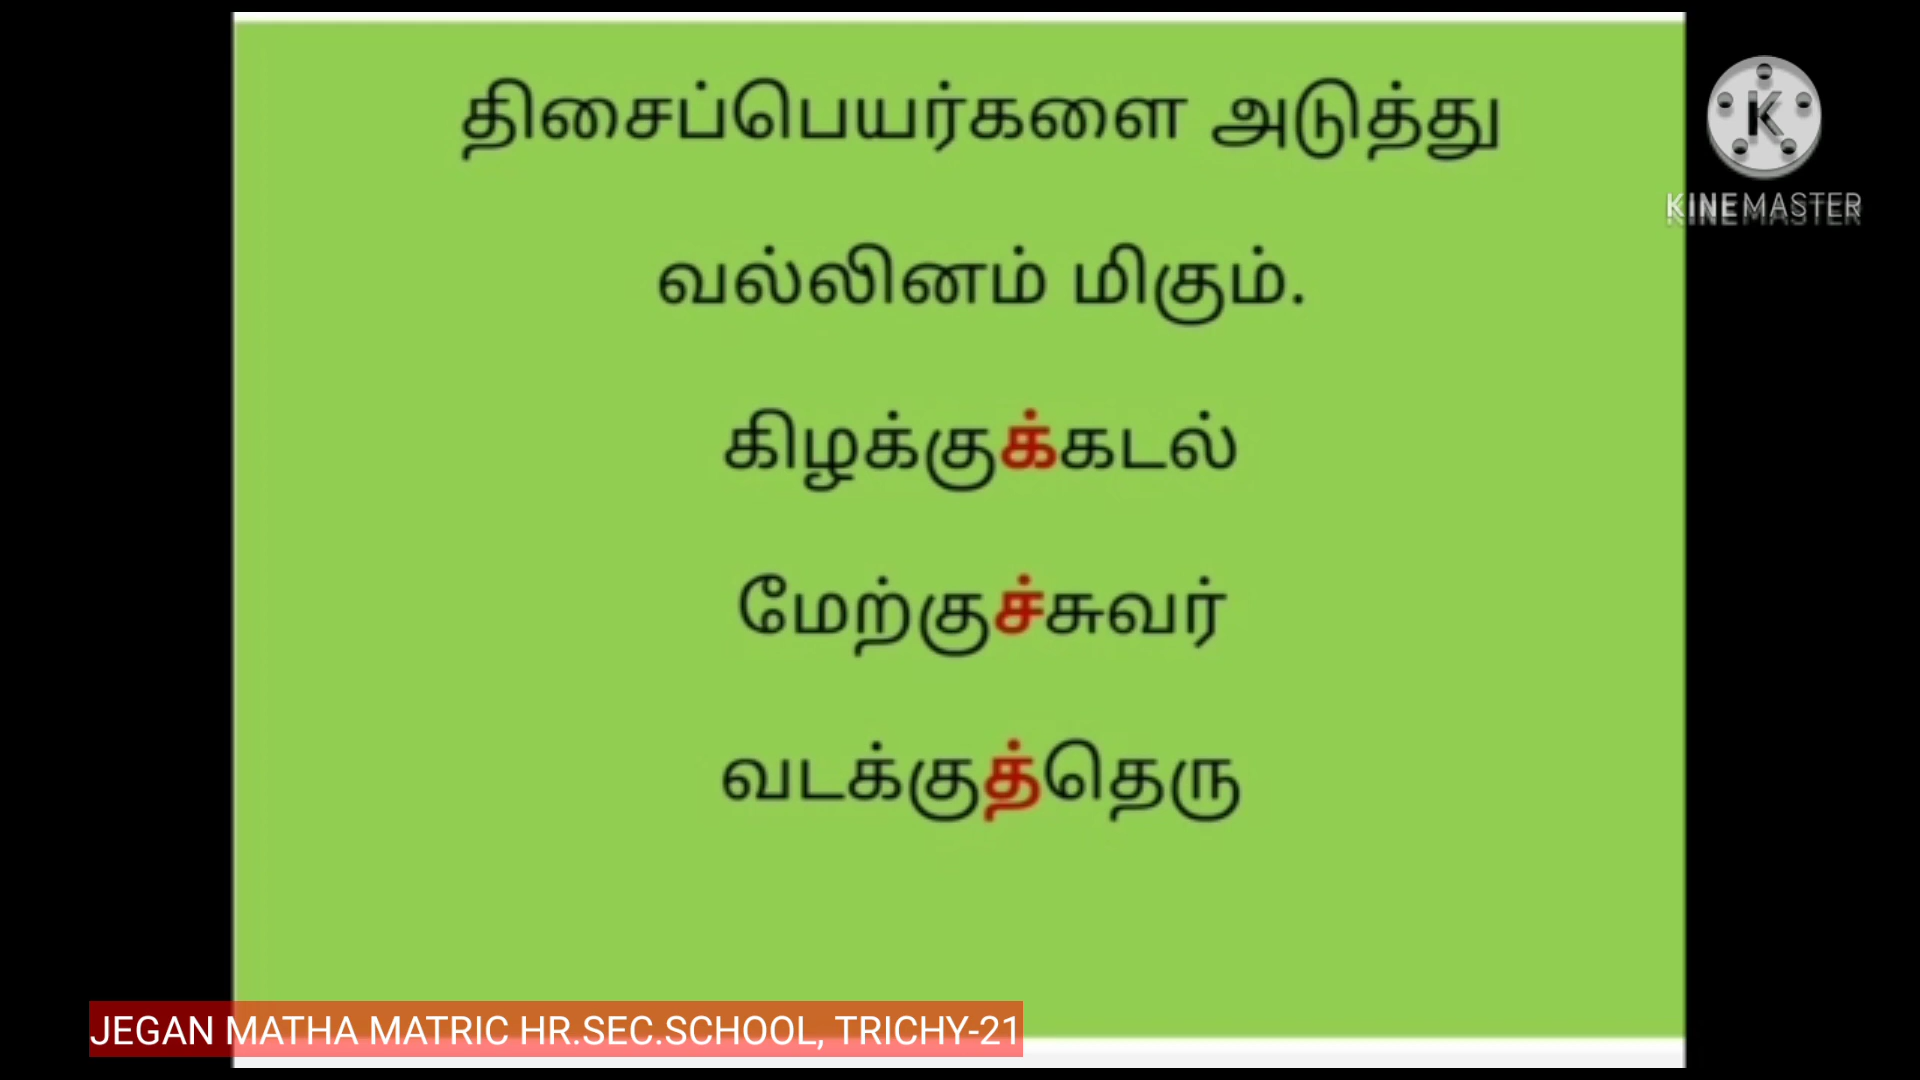 திசைப்பெயர்களை அடுத்து
வல்லினம் மிகும்.
கிழக்குக்கடல்
மேற்குச்சுவர்
வடக்குத்தெரு
K
KINEMASTER
JEGAN MATHA MATRIC HR.SEC.SCHOOL, TRICHY-21